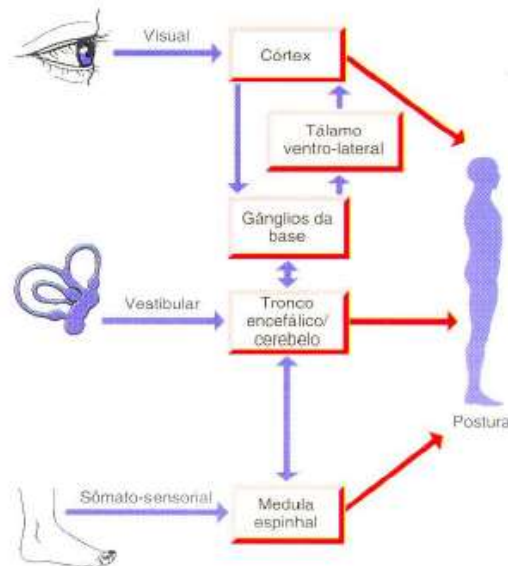 Visual
Córtex
Tálamo
ventro-lateral
Gânglios da
base
Vestibular
Tronco
encefálico/
cerebelo
Postura
Sômato-sensorial
Medula
espinhal